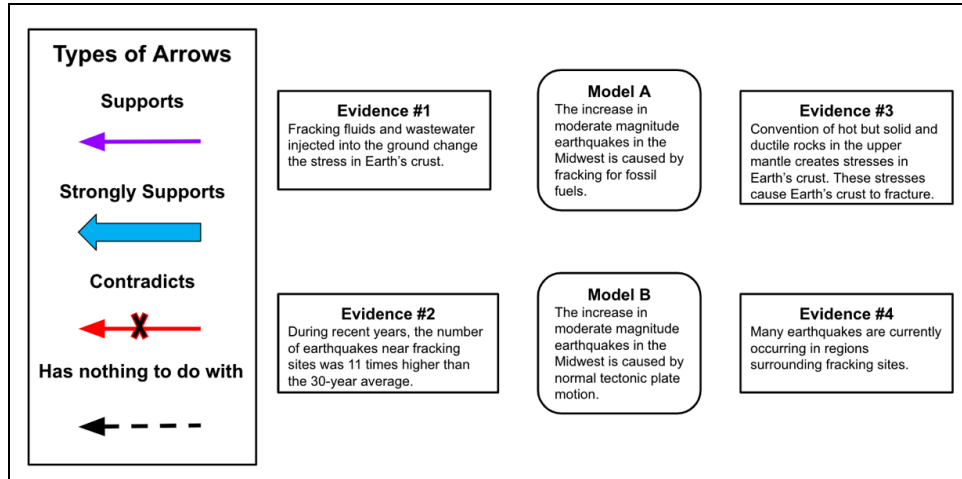 Types of Arrows
Supports
Strongly Supports
Contradicts
Has nothing to do with
Evidence #1
Fracking fluids and wastewater
injected into the ground change
the stress in Earth's crust.
Model A
The increase in
moderate magnitude
earthquakes in the
Midwest is caused by
fracking for fossil
fuels.
Evidence #3
Convention of hot but solid and
ductile rocks in the upper
mantle creates stresses in
Earth's crust. These stresses
cause Earth's crust to fracture.
Evidence #2
During recent years, the number
of earthquakes near fracking
sites was 11 times higher than
the 30-year average.
Model B
The increase in
moderate magnitude
earthquakes in the
Midwest is caused by
normal tectonic plate
motion.
Evidence #4
Many earthquakes are currently
occurring in regions
surrounding fracking sites.